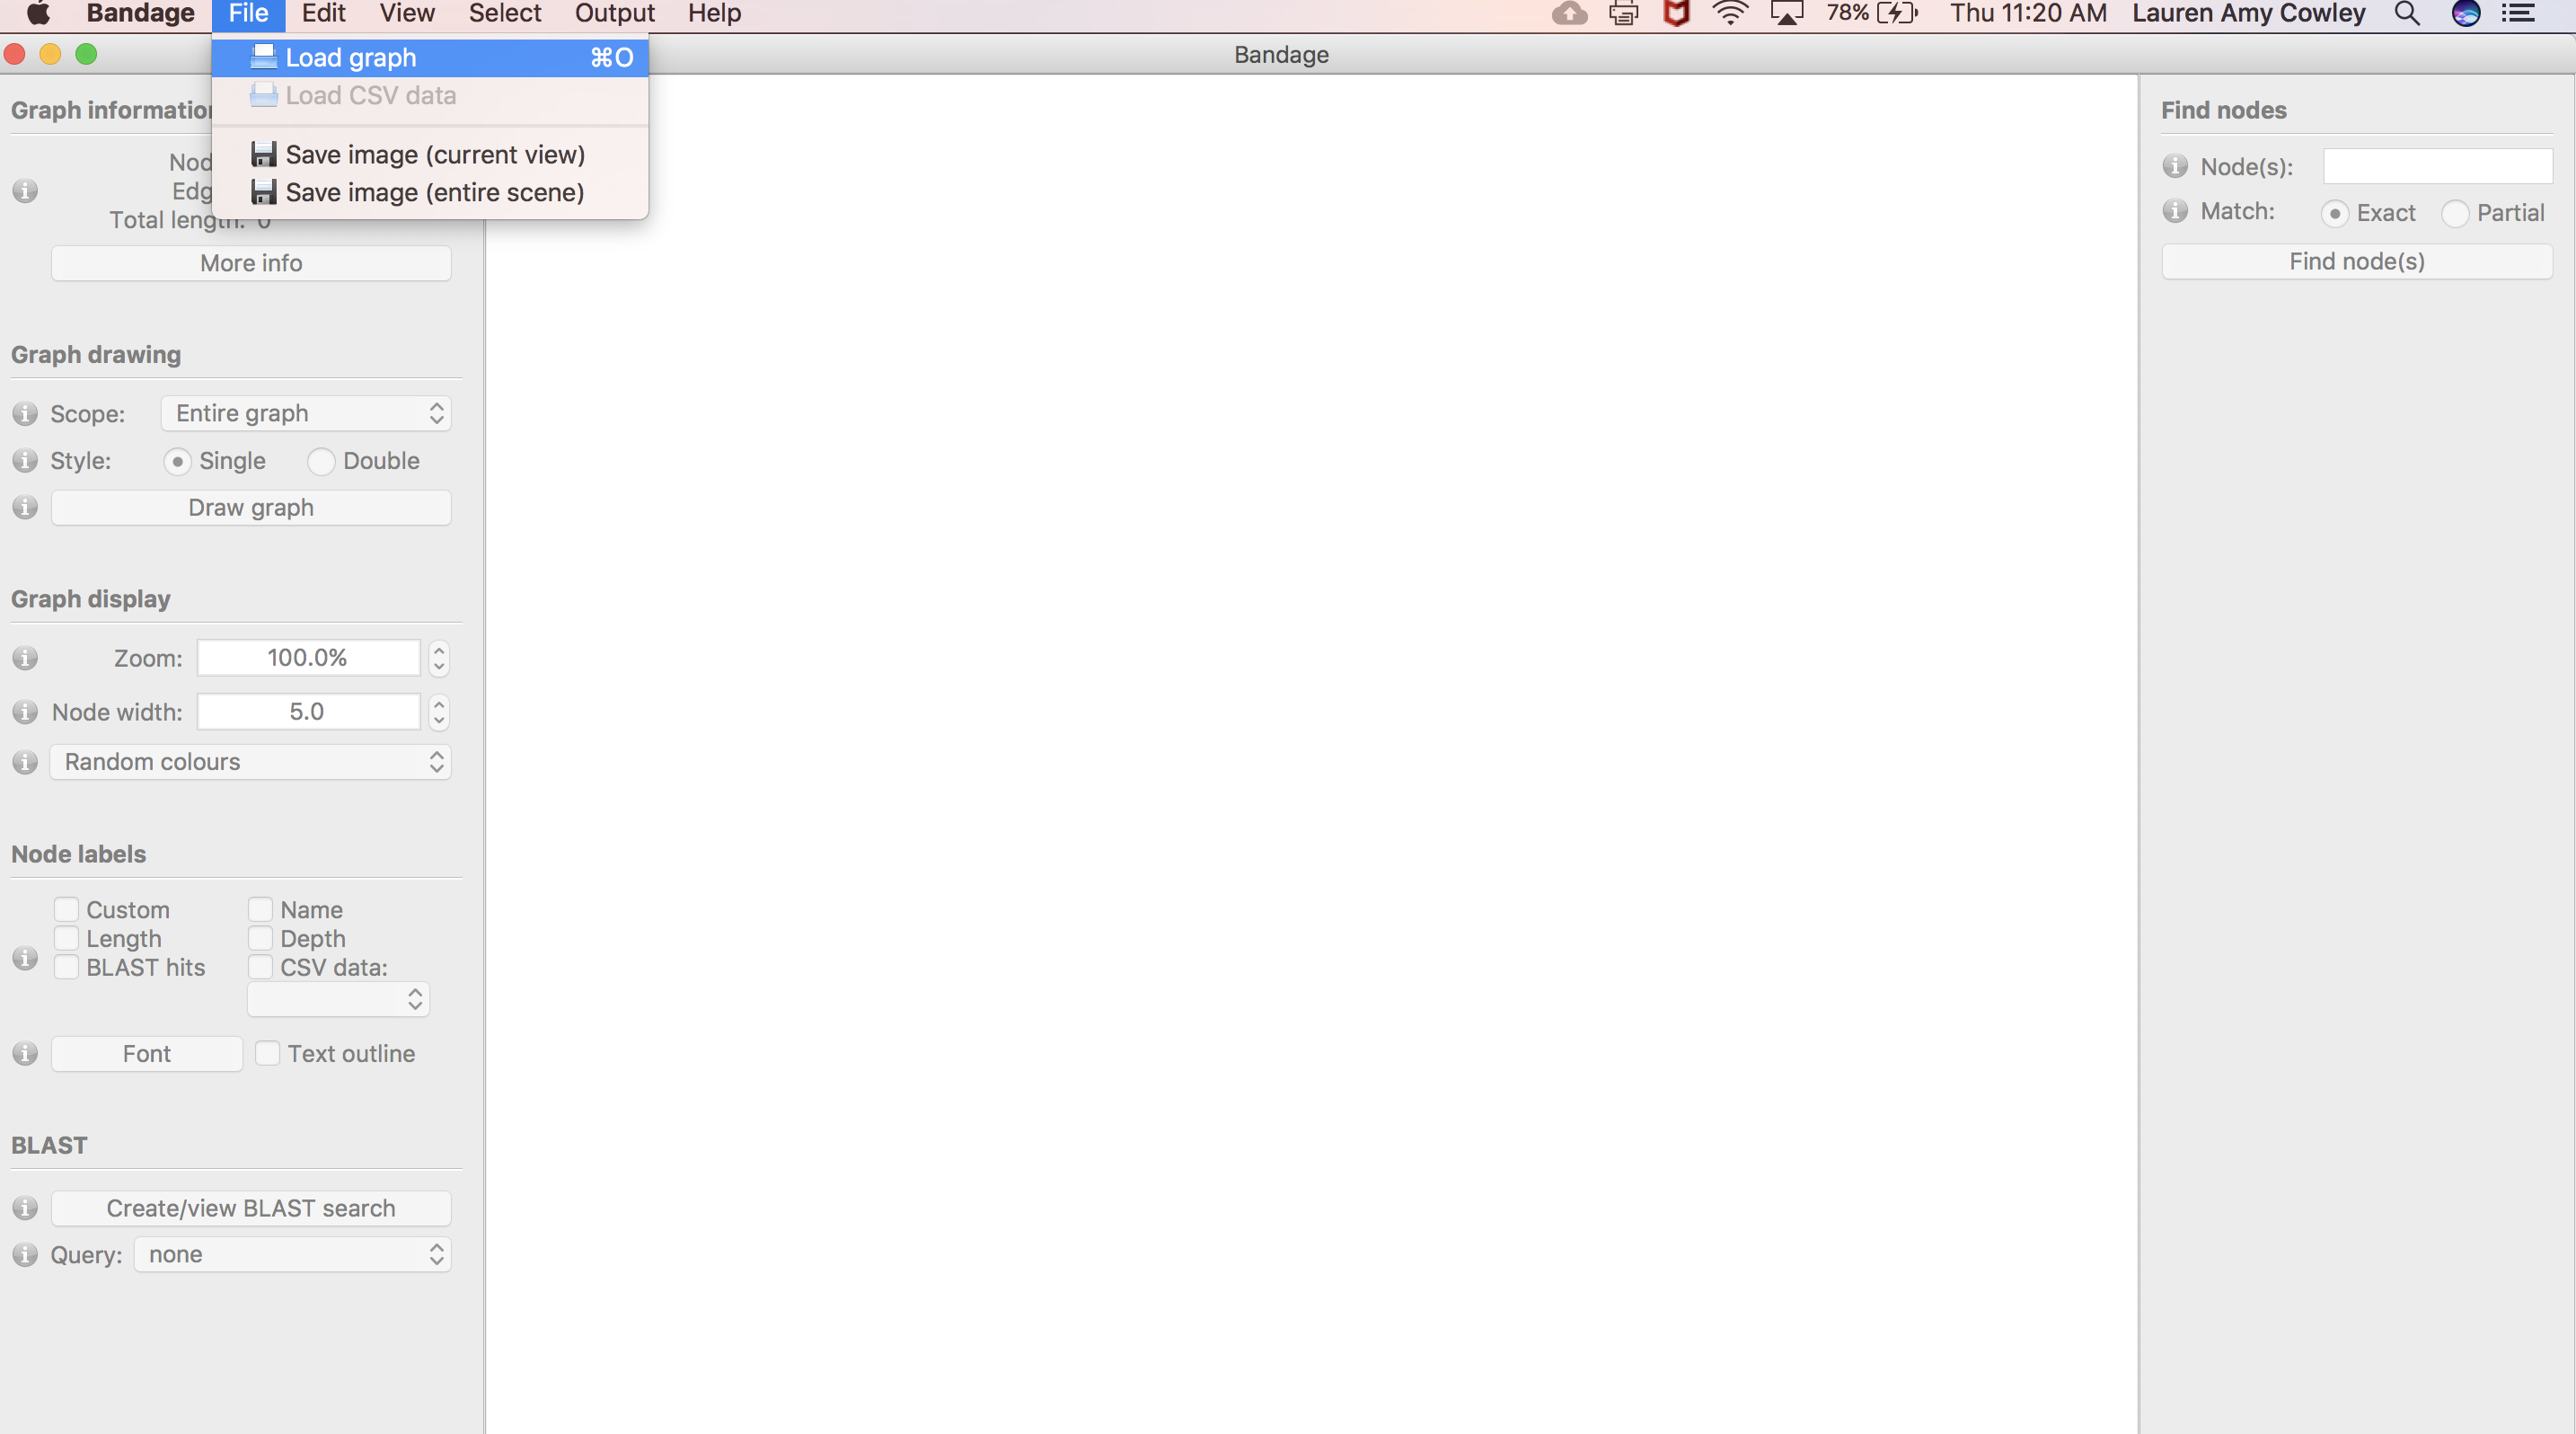 Bandage File Edit View Select Output Help 78% Thu 11:20 AM Lauren Amy Cowley
Bandage
Load graph ⌘O
Load CSV data
Save image (current view)
Save image (entire scene)
Graph information
Total length: 0
More info
Graph drawing
Scope: Entire graph
Style: Single Double
Draw graph
Graph display
Zoom: 100.0%
Node width: 5.0
Random colours
Node labels
Custom Name
Length Depth
BLAST hits CSV data:
Font Text outline
BLAST
Create/view BLAST search
Query: none
Find nodes
Node(s):
Match: Exact Partial
Find node(s)